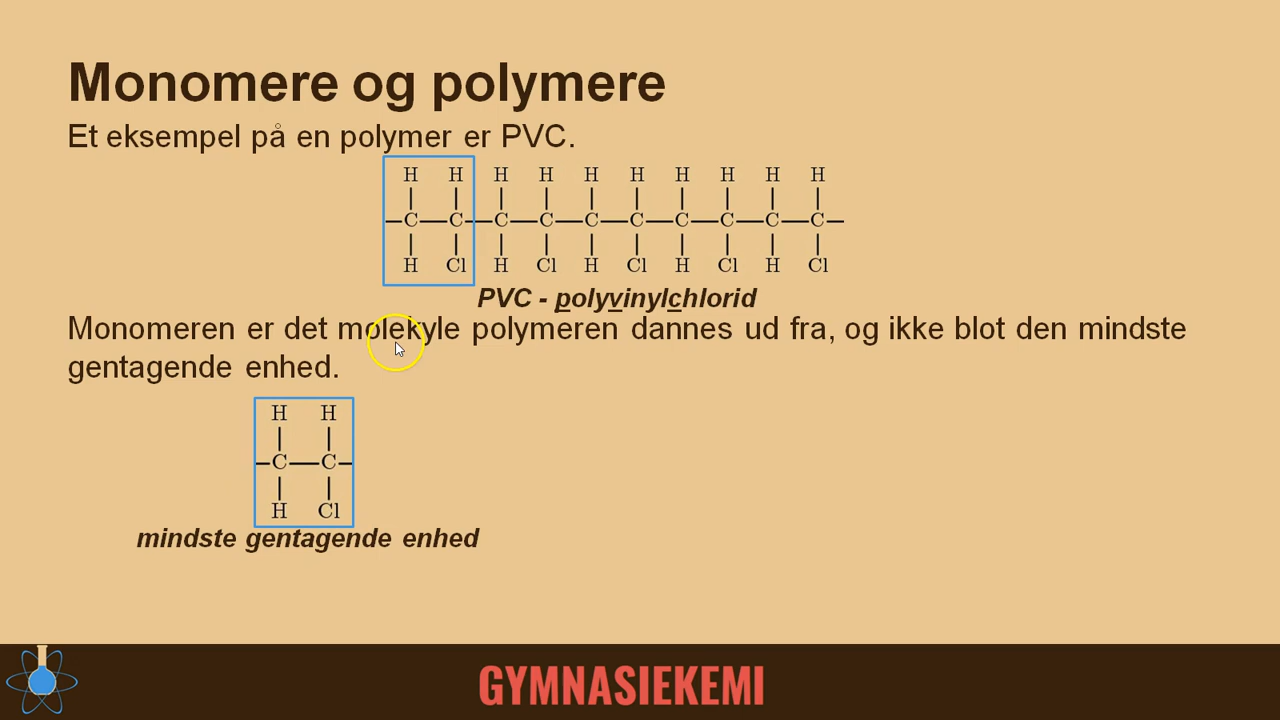 Monomere og polymere
Et eksempel på en polymer er PVC.
H H H H H H H H H H
C C C C C C C C C C
H Cl H Cl H Cl H Cl H Cl
PVC - polyvinylchlorid
Monomeren er det molekyle polymeren dannes ud fra, og ikke blot den mindste
gentagende enhed.
H H
C C
H Cl
mindste gentagende enhed
GYMNASIEKEMI